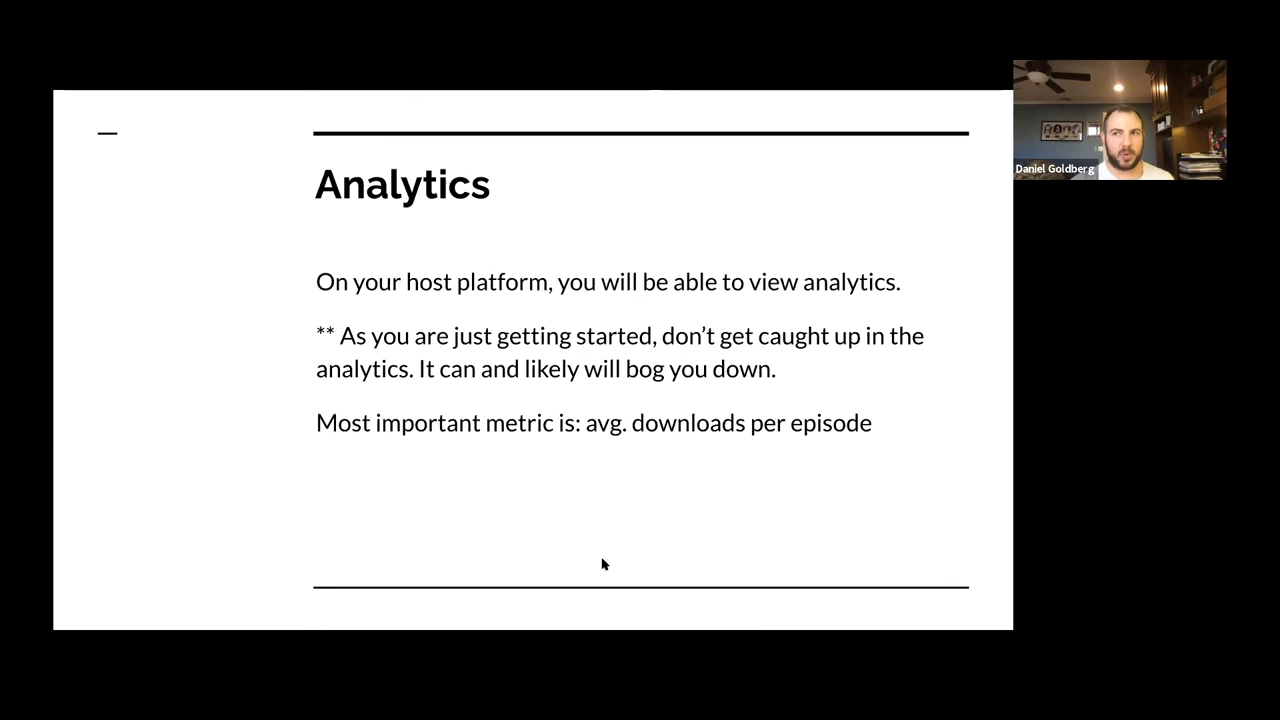 Analytics
On your host platform, you will be able to view analytics.
** As you are just getting started, don’t get caught up in the
analytics. It can and likely will bog you down.
Most important metric is: avg. downloads per episode
Daniel Goldberg